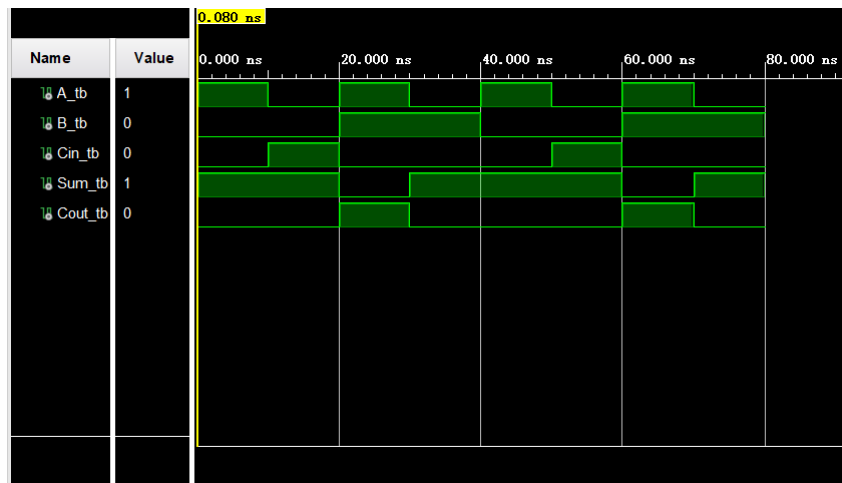 0.080 ns
Name Value
0.000 ns 20.000 ns 40.000 ns 60.000 ns 80.000 ns
A_tb 1
B_tb 0
Cin_tb 0
Sum_tb 1
Cout_tb 0